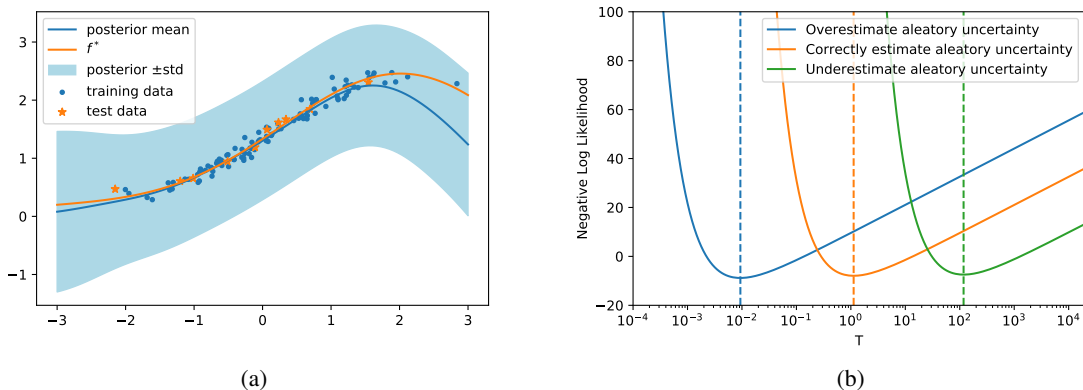 posterior mean
f*
posterior ±std
training data
test data
3
2
1
0
−1
−3
−2
−1
0
1
2
3
(a)
Overestimate aleatory uncertainty
Correctly estimate aleatory uncertainty
Underestimate aleatory uncertainty
Negative Log Likelihood
100
80
60
40
20
0
−20
10⁻⁴
10⁻³
10⁻²
10⁻¹
10⁰
10¹
10²
10³
10⁴
T
(b)